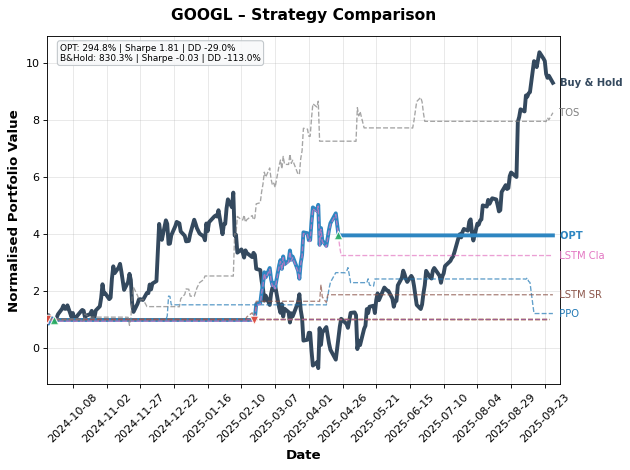 GOOGL – Strategy Comparison
OPT: 294.8% | Sharpe 1.81 | DD -29.0%
B&Hold: 830.3% | Sharpe -0.03 | DD -113.0%
Normalised Portfolio Value
10
8
6
4
2
0
Buy & Hold
TOS
OPT
LSTM Cla
LSTM SR
PPO
2024-10-08
2024-11-02
2024-11-27
2024-12-22
2025-01-16
2025-02-10
2025-03-07
2025-04-01
2025-04-26
2025-05-21
2025-06-15
2025-07-10
2025-08-04
2025-08-29
2025-09-23
Date